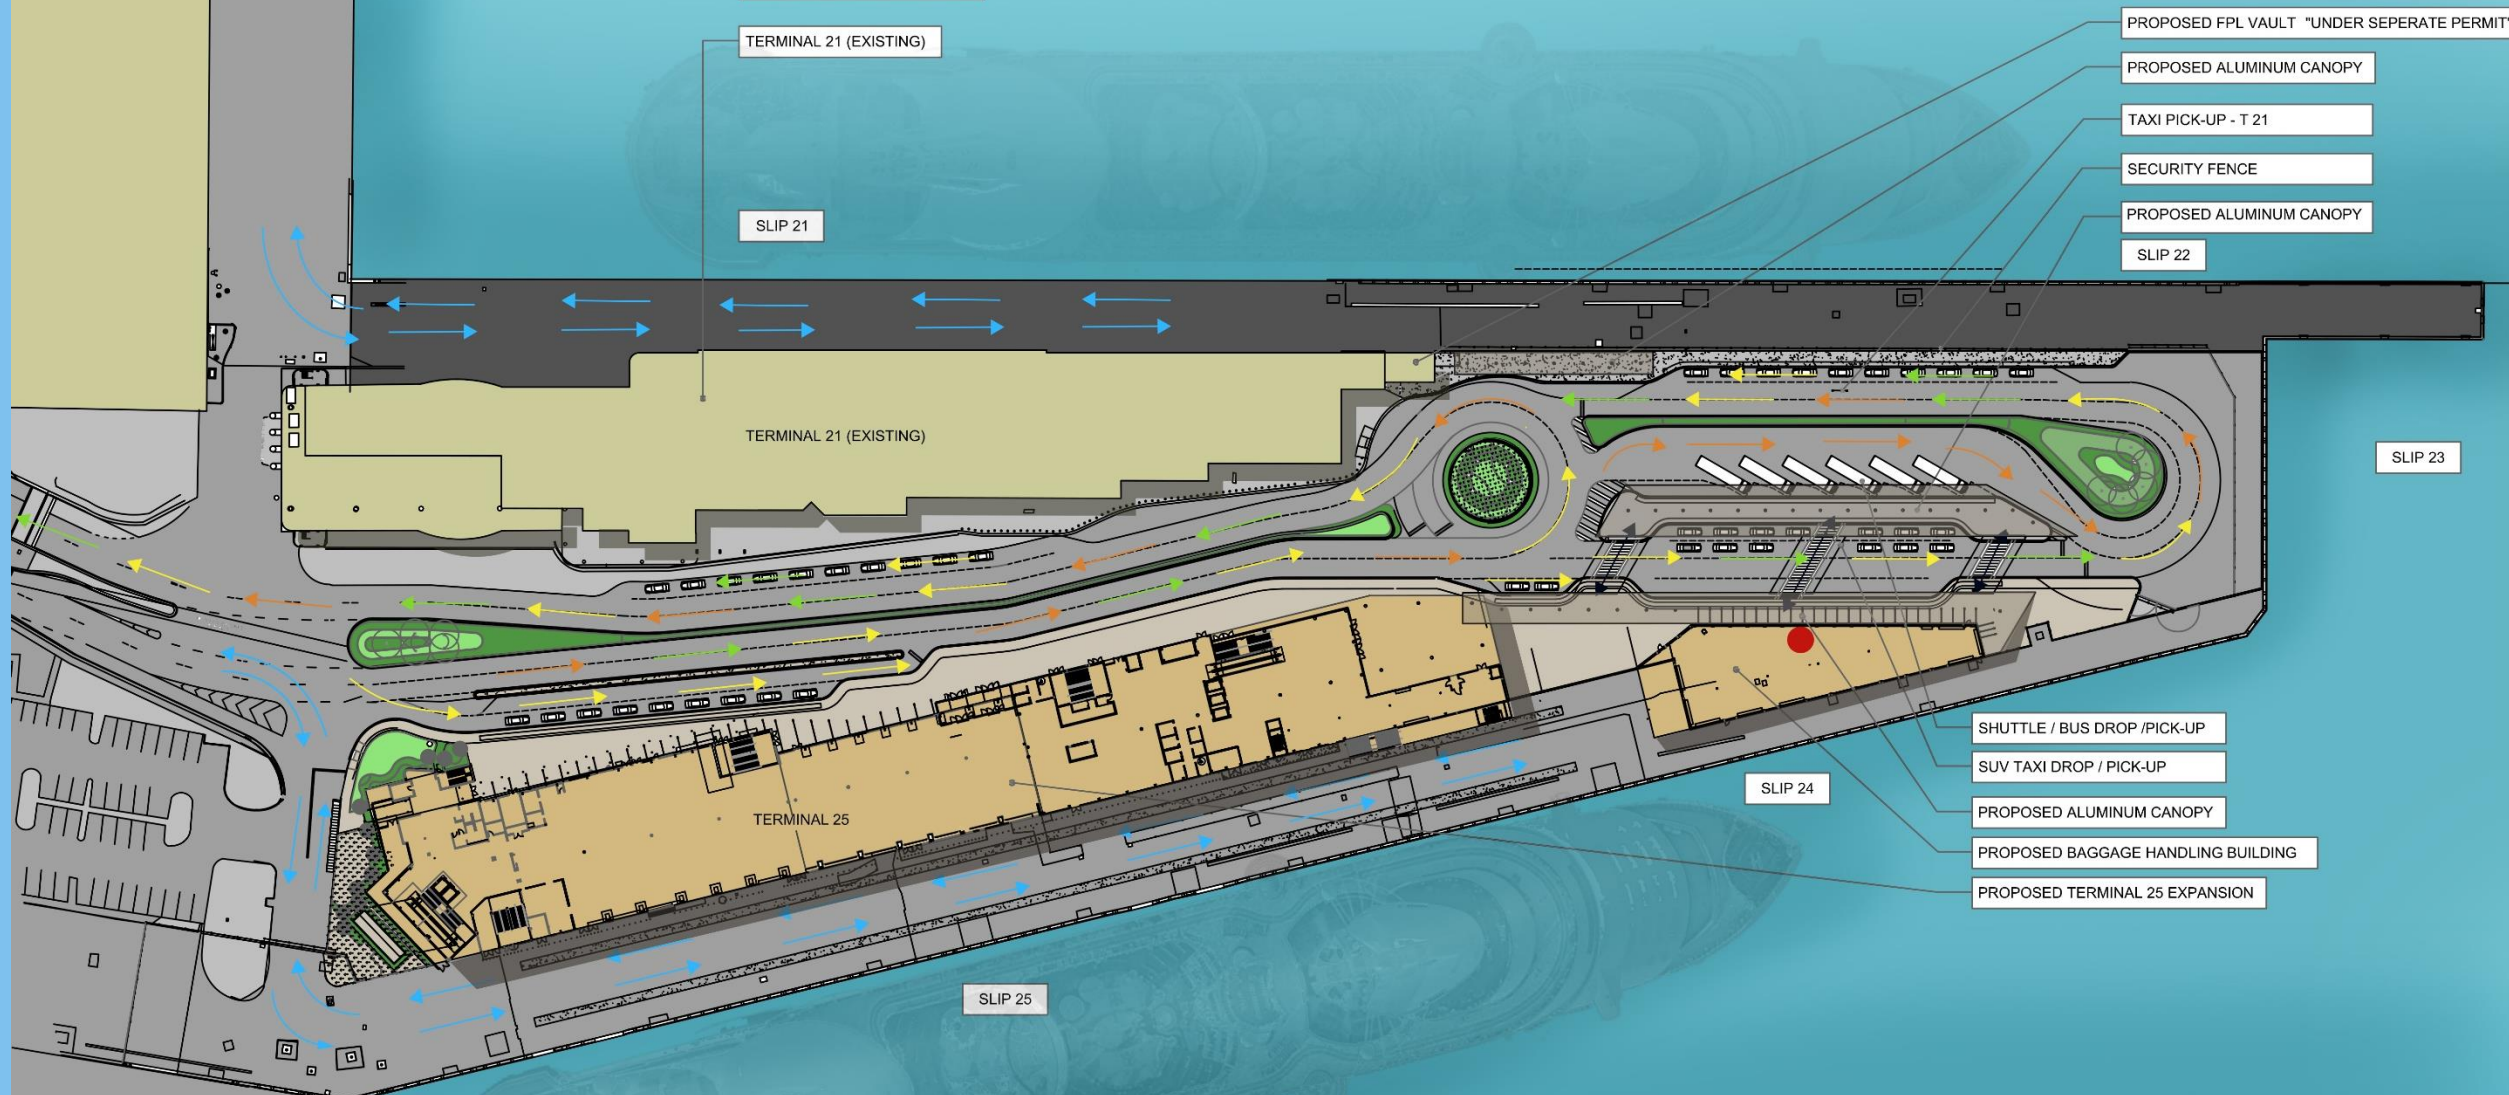 PROPOSED FPL VAULT "UNDER SEPERATE PERMIT"
TERMINAL 21 (EXISTING)
PROPOSED ALUMINUM CANOPY
TAXI PICK-UP - T 21
SECURITY FENCE
PROPOSED ALUMINUM CANOPY
SLIP 21
SLIP 22
TERMINAL 21 (EXISTING)
SLIP 23
SHUTTLE / BUS DROP /PICK-UP
SUV TAXI DROP / PICK-UP
SLIP 24
PROPOSED ALUMINUM CANOPY
TERMINAL 25
PROPOSED BAGGAGE HANDLING BUILDING
PROPOSED TERMINAL 25 EXPANSION
SLIP 25